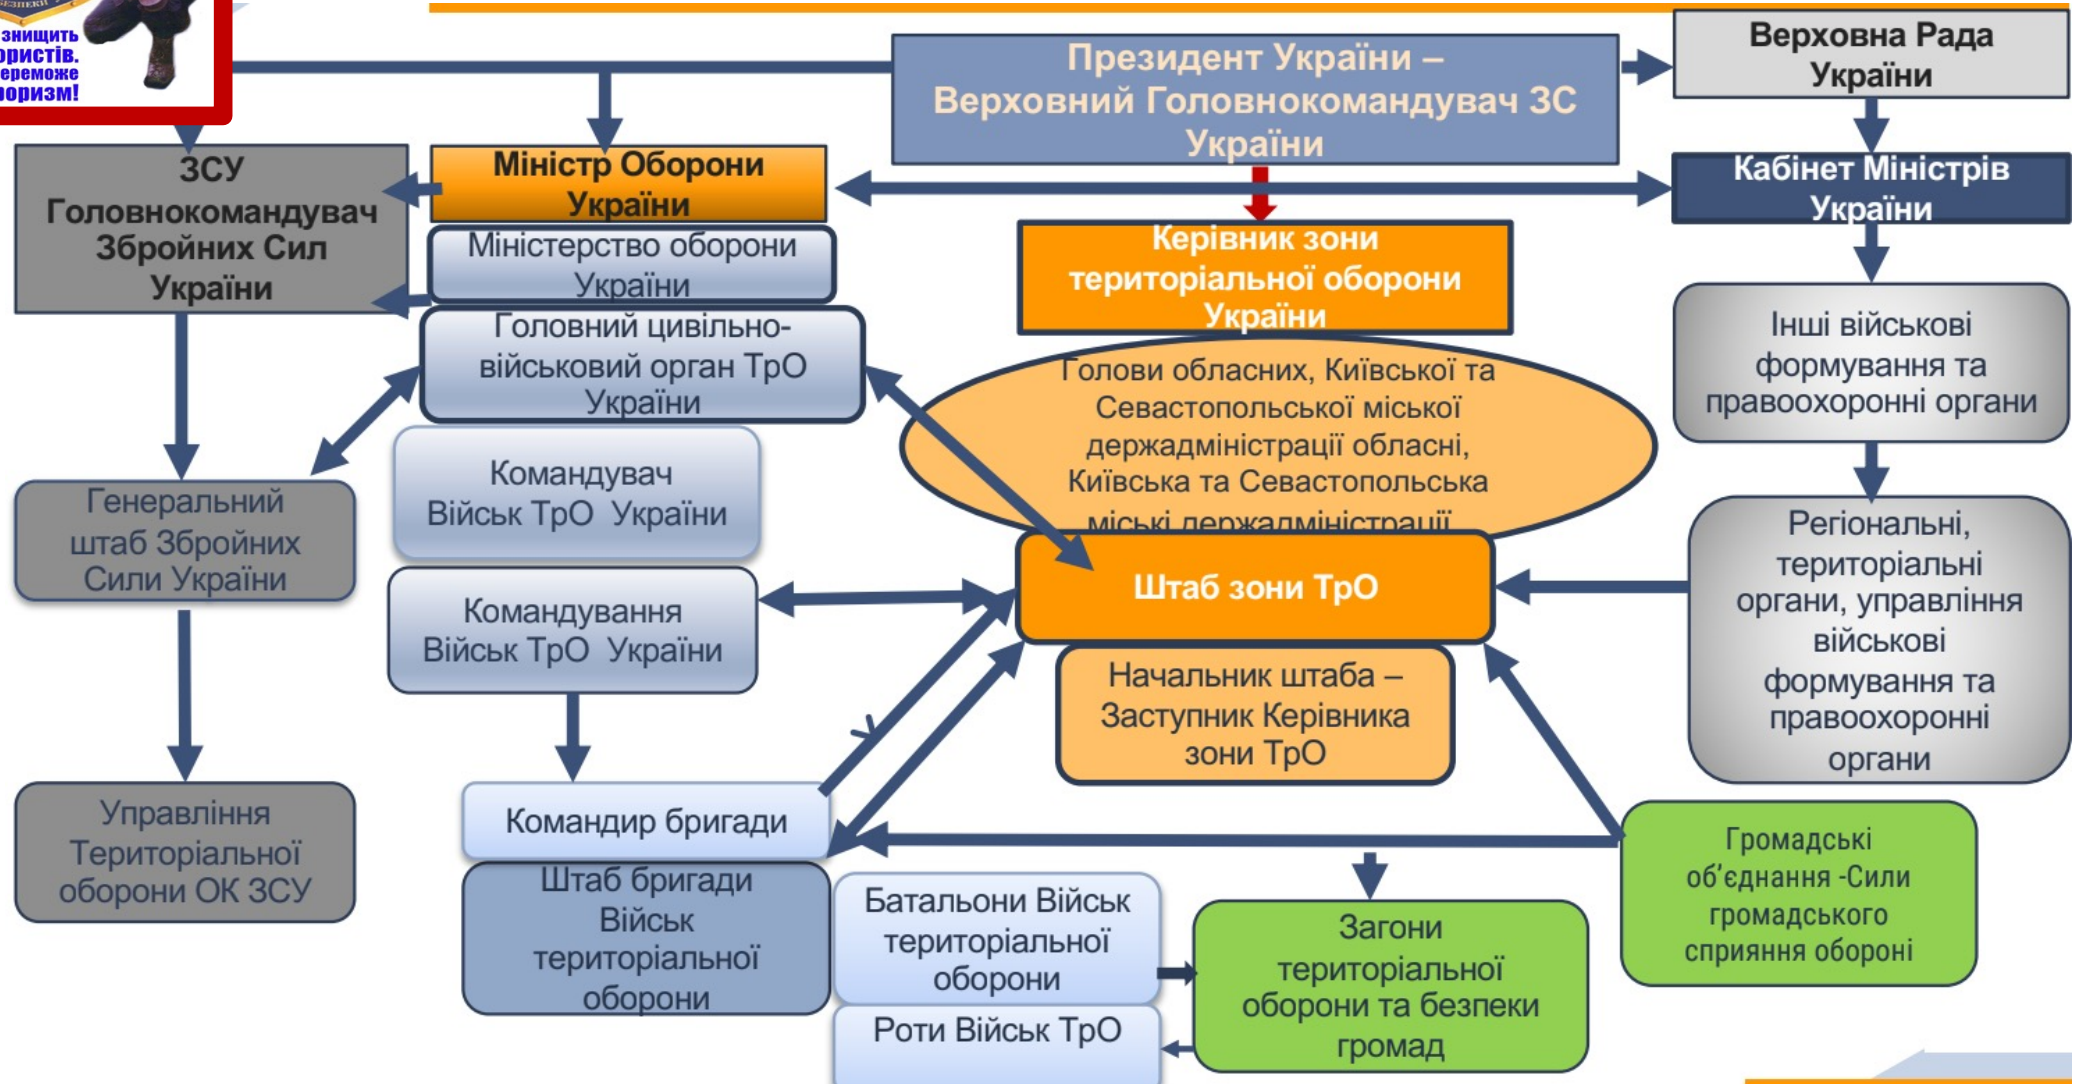 БЕЗПЕКИ
знищить
ористів.
ереможе
оризм!
Президент України –
Верховний Головнокомандувач ЗС
України
Верховна Рада
України
ЗСУ
Головнокомандувач
Збройних Сил
України
Міністр Оборони
України
Кабінет Міністрів
України
Міністерство оборони
України
Керівник зони
територіальної оборони
України
Головний цивільно-
військовий орган ТрО
України
Інші військові
формування та
правоохоронні органи
Голови обласних, Київської та
Севастопольської міської
держадміністрації обласні,
Київська та Севастопольська
міські держадміністрації
Командувач
Військ ТрО України
Генеральний
штаб Збройних
Сили України
Командування
Військ ТрО України
Штаб зони ТрО
Регіональні,
територіальні
органи, управління
військові
формування та
правоохоронні
органи
Начальник штаба –
Заступник Керівника
зони ТрО
Управління
Територіальної
оборони ОК ЗСУ
Командир бригади
Штаб бригади
Військ
територіальної
оборони
Батальони Військ
територіальної
оборони
Роти Військ ТрО
Загони
територіальної
оборони та безпеки
громад
Громадські
об’єднання -Сили
громадського
сприяння обороні